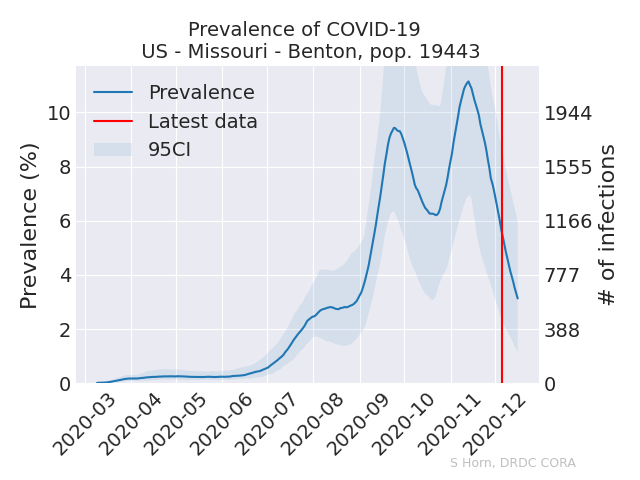 Prevalence of COVID-19
US - Missouri - Benton, pop. 19443
Prevalence
Latest data
95CI
Prevalence (%)
10
8
6
4
2
0
1944
1555
1166
777
388
0
# of infections
2020-03
2020-04
2020-05
2020-06
2020-07
2020-08
2020-09
2020-10
2020-11
2020-12
S Horn, DRDC CORA